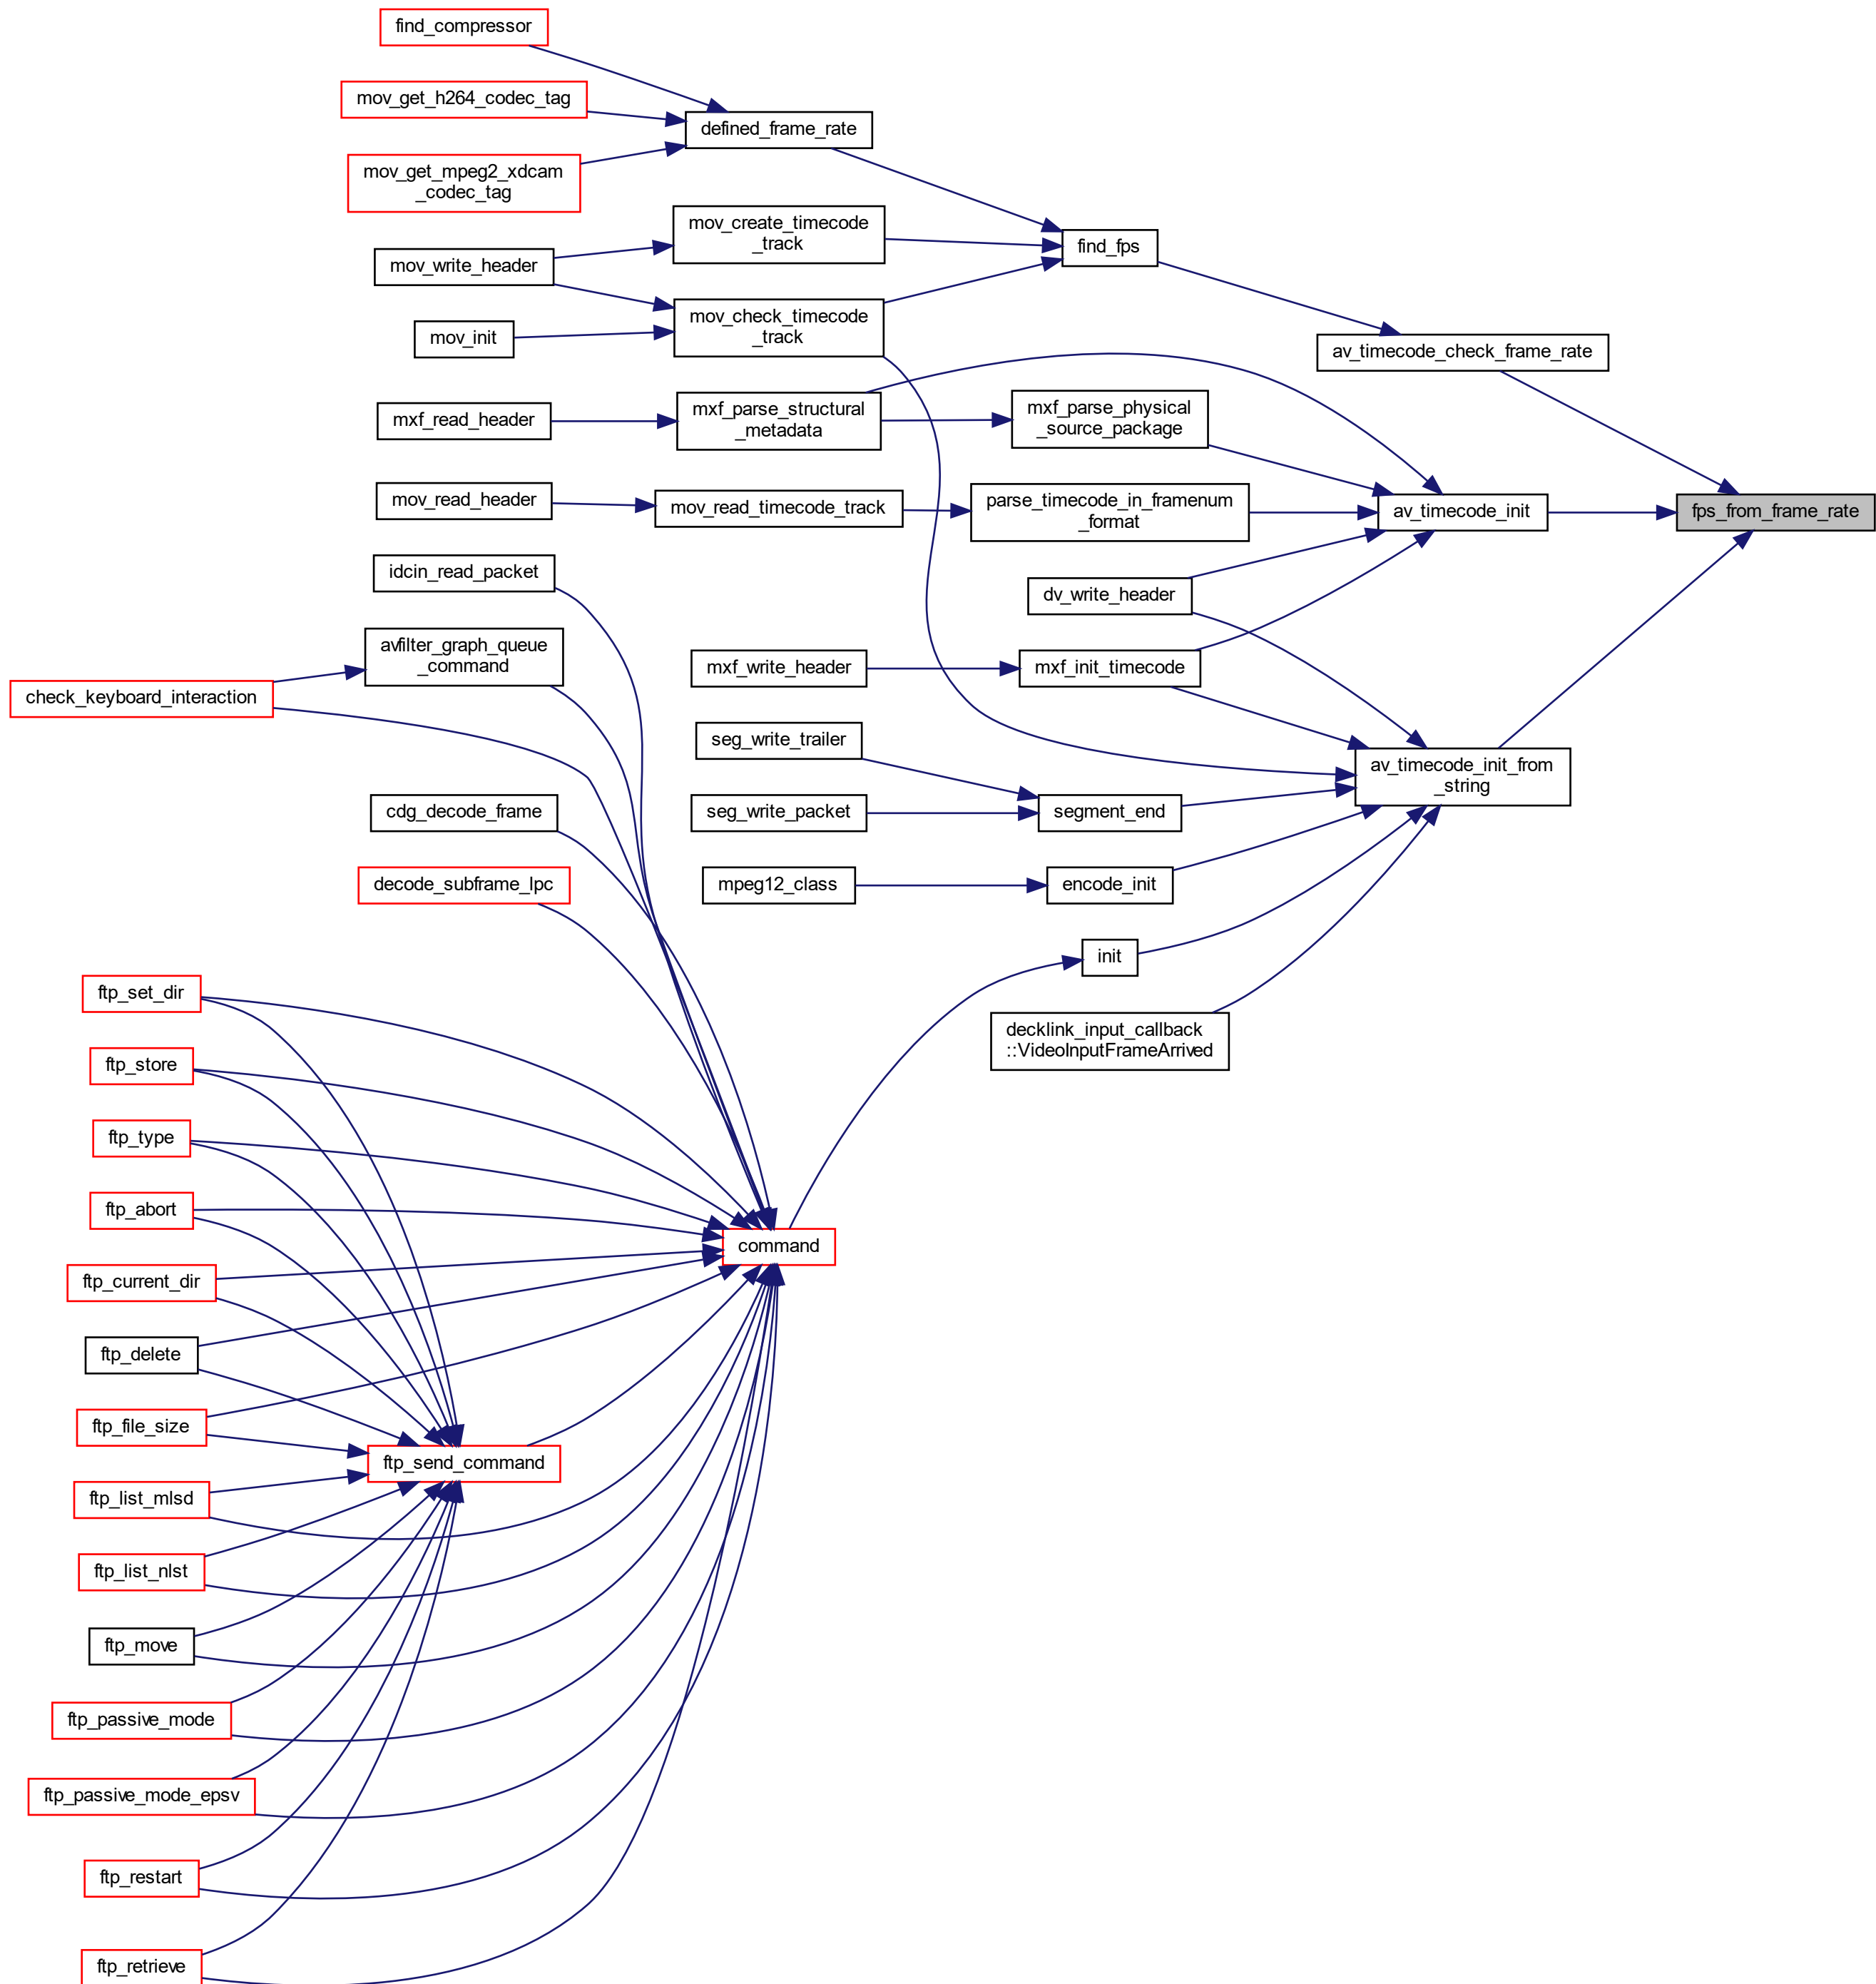 find_compressor
mov_get_h264_codec_tag
defined_frame_rate
mov_get_mpeg2_xdcam
_codec_tag
mov_create_timecode
_track
find_fps
mov_write_header
mov_check_timecode
_track
mov_init
av_timecode_check_frame_rate
mxf_read_header
mxf_parse_structural
_metadata
mxf_parse_physical
_source_package
mov_read_header
mov_read_timecode_track
parse_timecode_in_framenum
_format
av_timecode_init
fps_from_frame_rate
idcin_read_packet
dv_write_header
avfilter_graph_queue
_command
mxf_write_header
mxf_init_timecode
check_keyboard_interaction
seg_write_trailer
av_timecode_init_from
_string
cdg_decode_frame
seg_write_packet
segment_end
decode_subframe_lpc
mpeg12_class
encode_init
init
ftp_set_dir
decklink_input_callback
::VideoInputFrameArrived
ftp_store
ftp_type
ftp_abort
command
ftp_current_dir
ftp_delete
ftp_file_size
ftp_send_command
ftp_list_mlsd
ftp_list_nlst
ftp_move
ftp_passive_mode
ftp_passive_mode_epsv
ftp_restart
ftp_retrieve